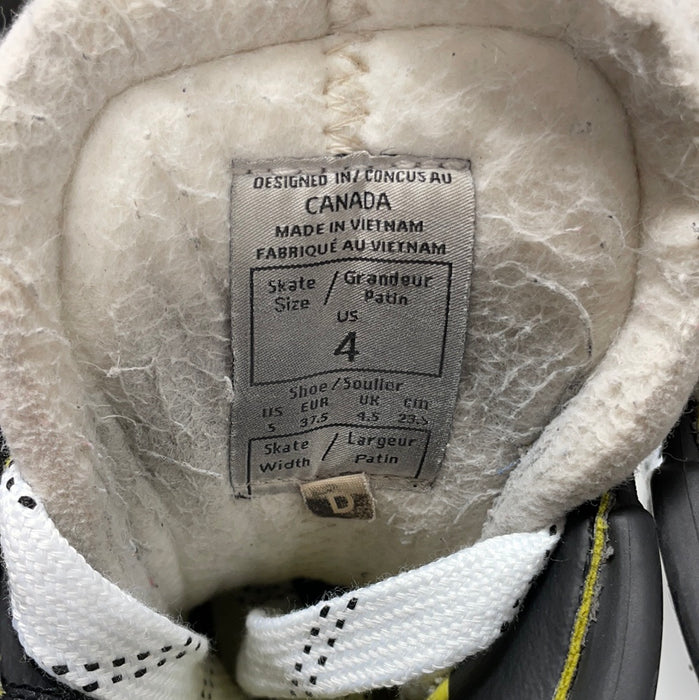 DESIGNED IN / CONCUS AU
CANADA
MADE IN VIETNAM
FABRIQUÉ AU VIETNAM
Skate Size / Grandeur Patin
US
4
Shoe/Soulier
US EUR UK cm
5 37.5 4.5 23.5
Skate Width / Largeur Patin
D